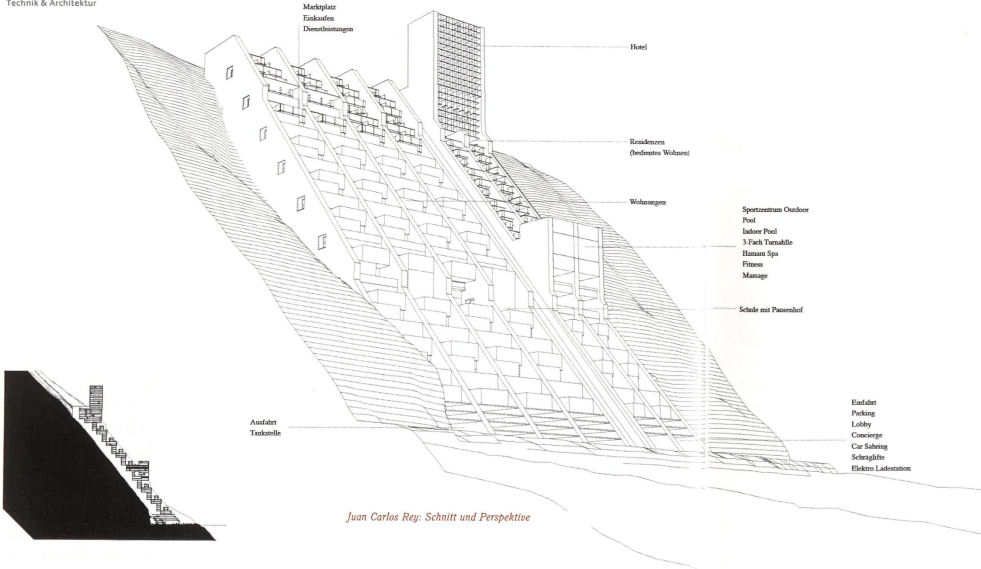 Technik & Architektur
Marktplatz
Einkaufen
Dienstleistungen
Hotel
Residenzen
(bedientes Wohnen)
Wohnungen
Sportzentrum Outdoor
Pool
Indoor Pool
3-Fach Turnahlle
Hamam Spa
Fitness
Massage
Schule mit Pausenhof
Ausfahrt
Tankstelle
Einfahrt
Parking
Lobby
Concierge
Car Sahring
Schräglifte
Elektro Ladestation
Juan Carlos Rey: Schnitt und Perspektive